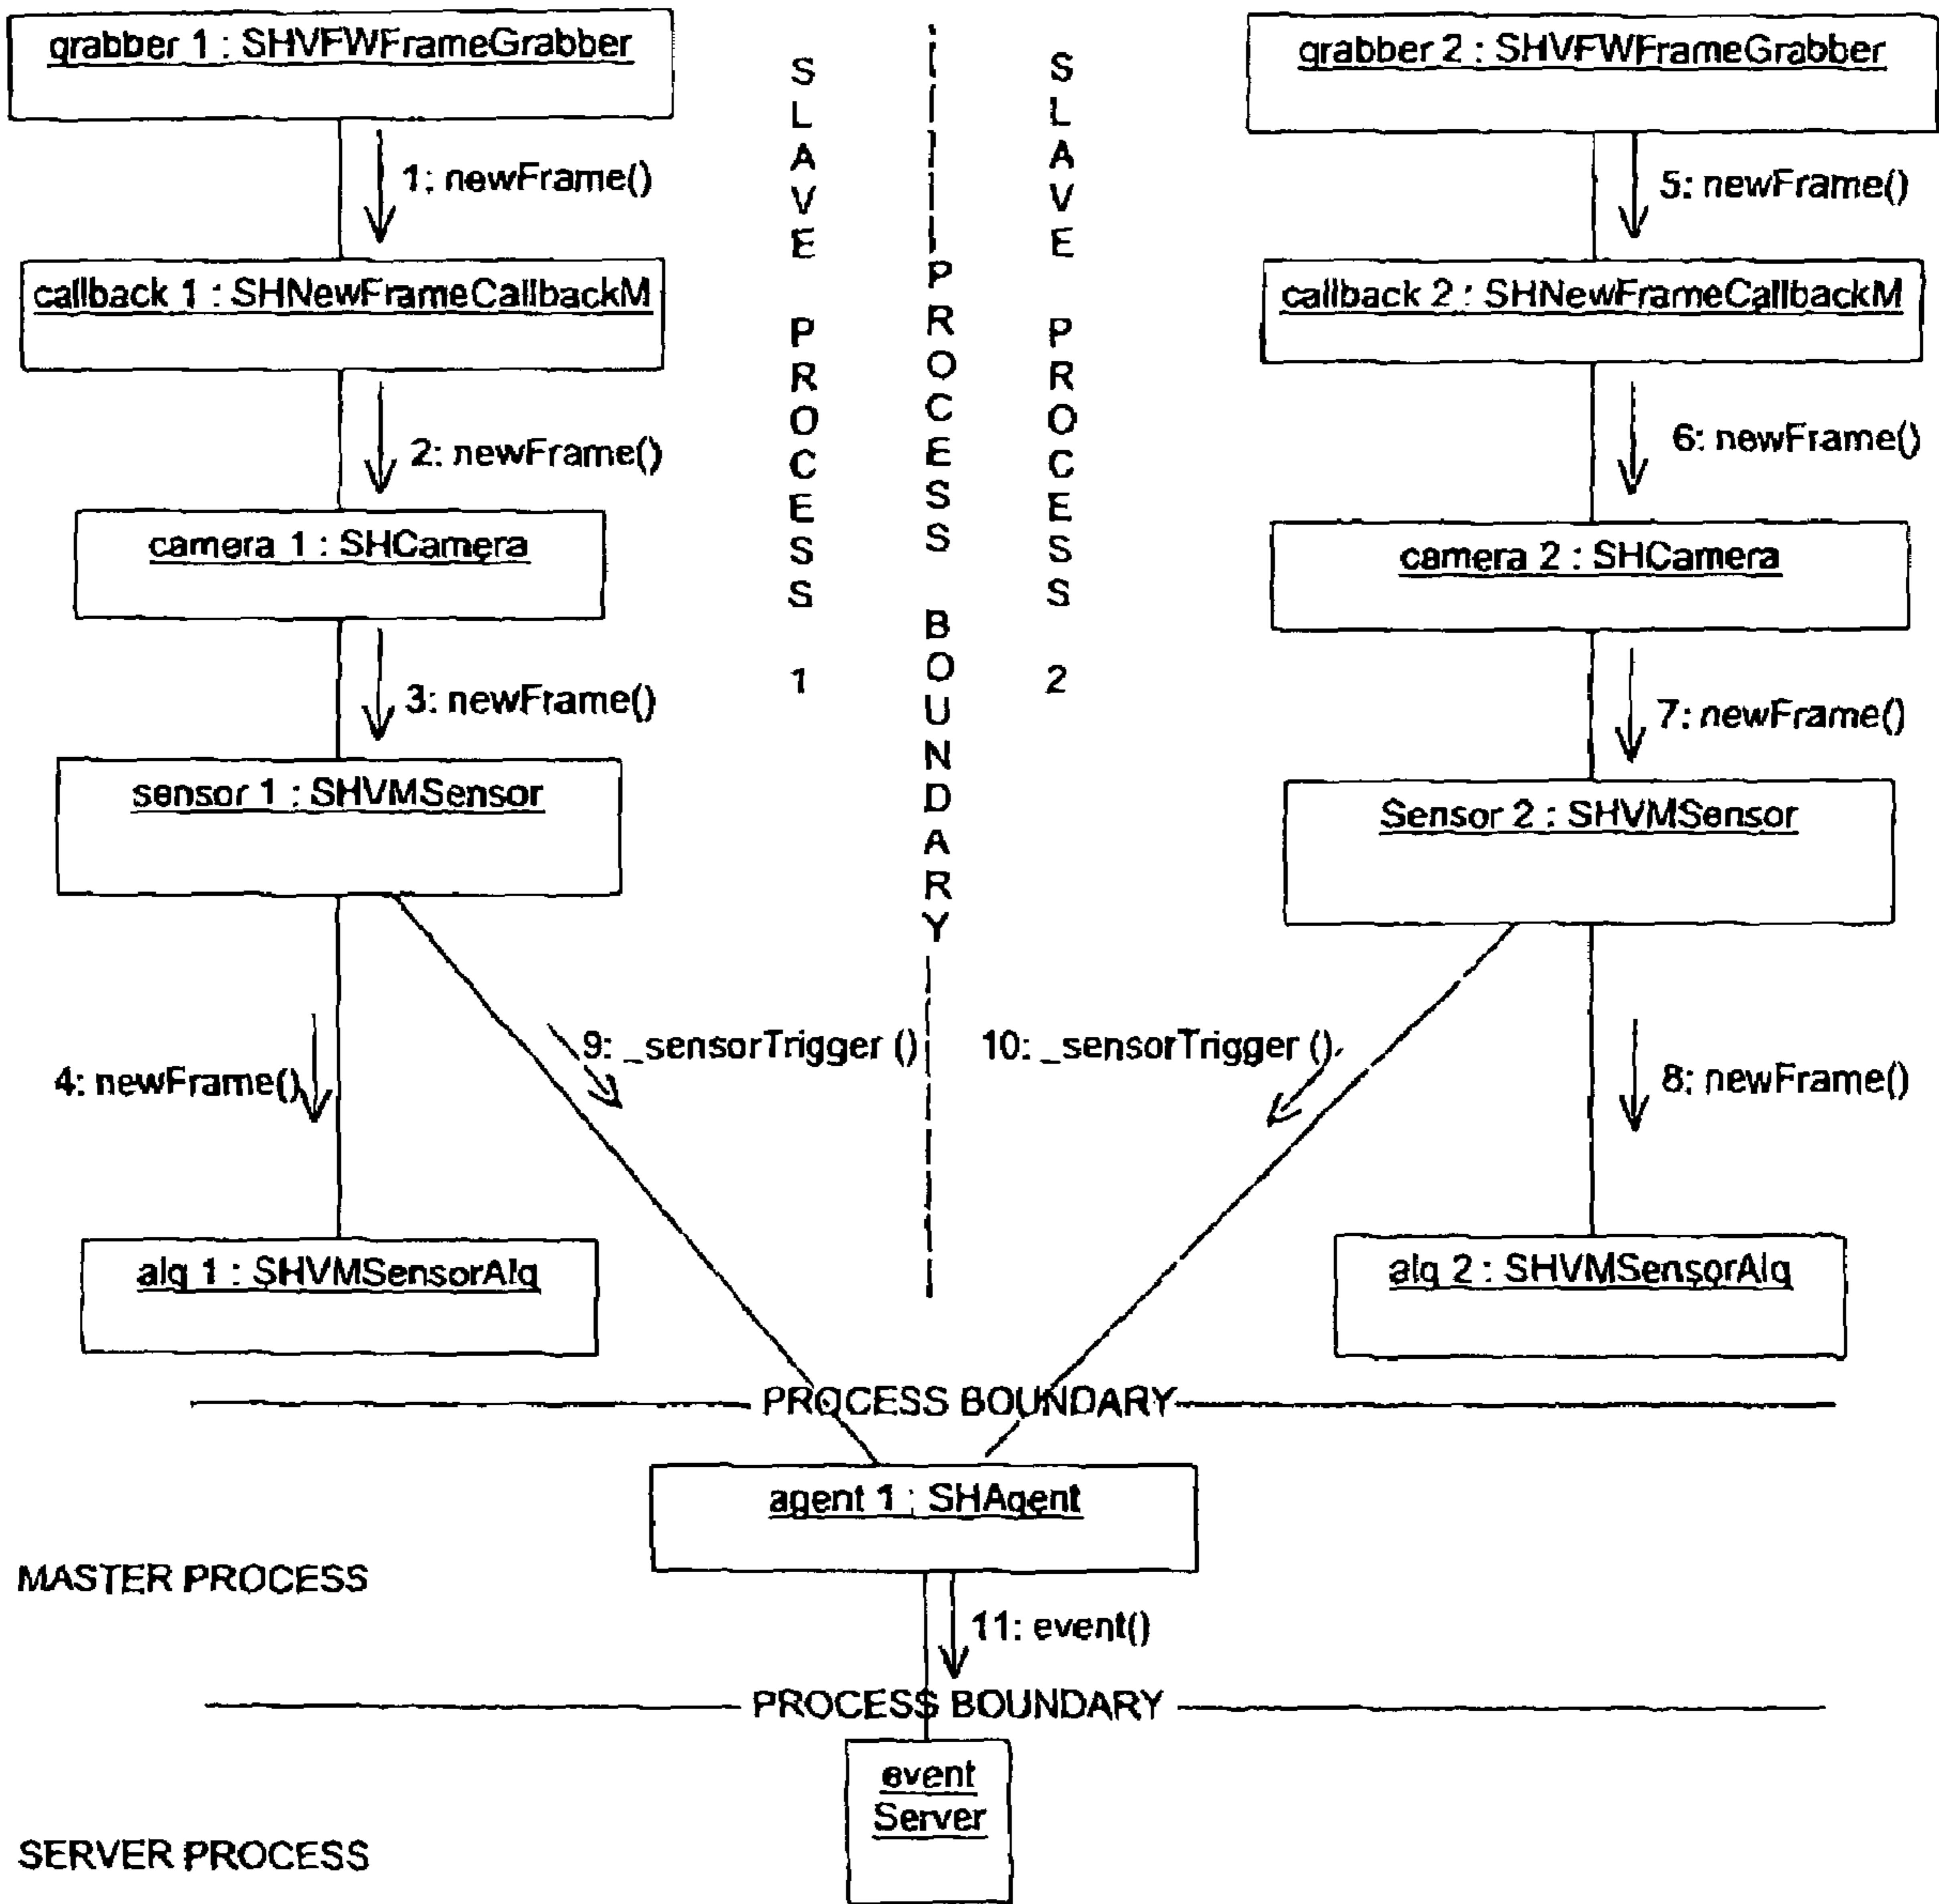 grabber 1 : SHVFWFrameGrabber
1: newFrame()
callback 1 : SHNewFrameCallbackM
2: newFrame()
camera 1 : SHCamera
3: newFrame()
sensor 1 : SHVMSensor
4: newFrame()
9: _sensorTrigger ()
alg 1 : SHVMSensorAlg
SLAVE PROCESS 1
PROCESS BOUNDARY
SLAVE PROCESS 2
grabber 2 : SHVFWFrameGrabber
5: newFrame()
callback 2 : SHNewFrameCallbackM
6: newFrame()
camera 2 : SHCamera
7: newFrame()
Sensor 2 : SHVMSensor
10: _sensorTrigger ()
8: newFrame()
alg 2 : SHVMSensorAlg
PROCESS BOUNDARY
agent 1 : SHAgent
MASTER PROCESS
11: event()
PROCESS BOUNDARY
event
Server
SERVER PROCESS